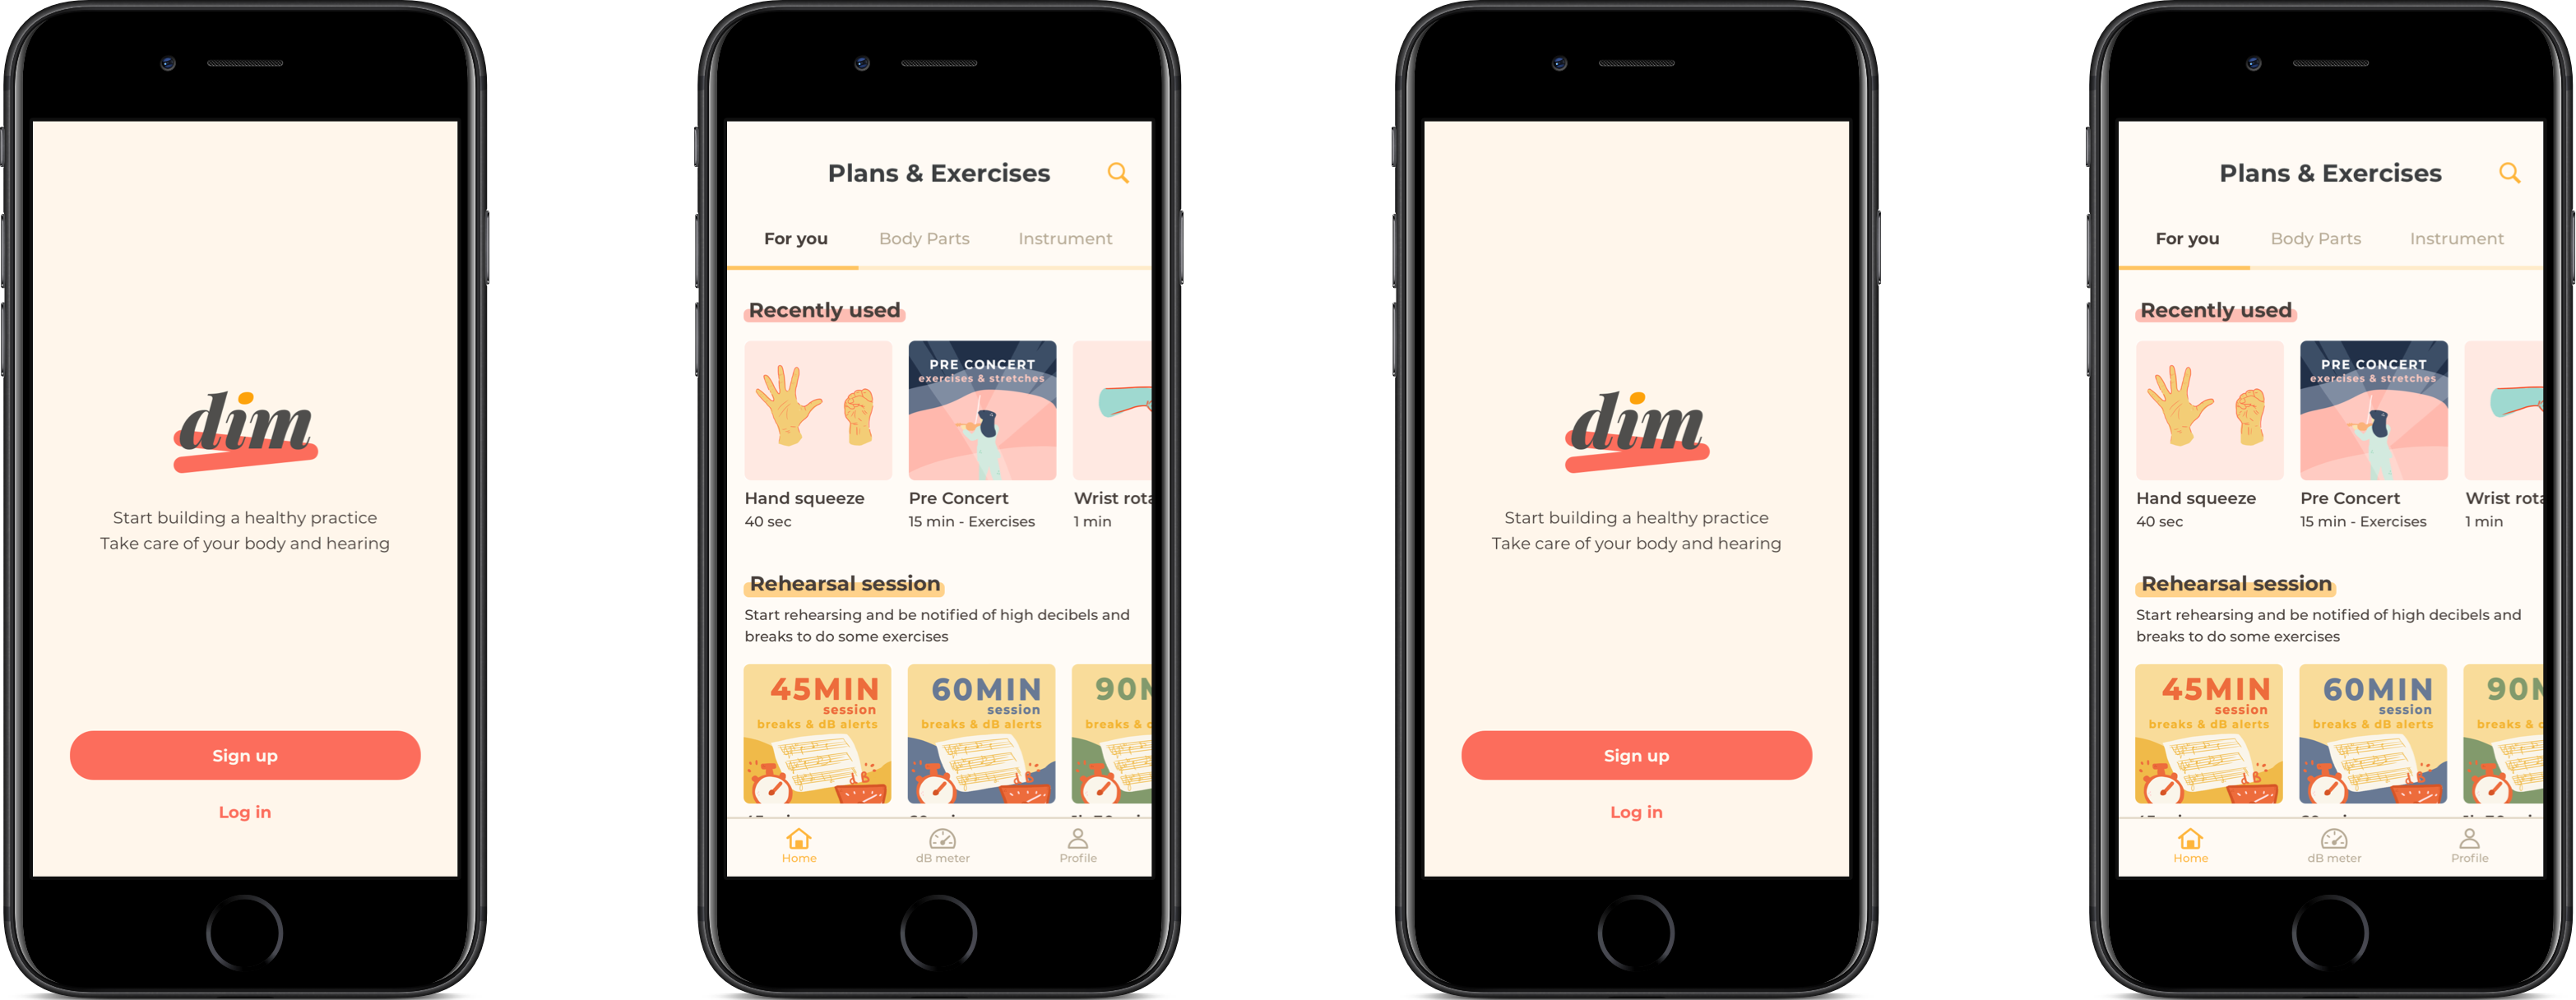 dim
Start building a healthy practice
Take care of your body and hearing
Sign up
Log in
Plans & Exercises
For you Body Parts Instrument
Recently used
PRE CONCERT
exercises & stretches
Hand squeeze Pre Concert Wrist rota
40 sec 15 min - Exercises 1 min
Rehearsal session
Start rehearsing and be notified of high decibels and
breaks to do some exercises
45MIN 60MIN 90M
session session
breaks & dB alerts breaks & dB alerts breaks &
dB dB
Home dB meter Profile
dim
Start building a healthy practice
Take care of your body and hearing
Sign up
Log in
Plans & Exercises
For you Body Parts Instrument
Recently used
PRE CONCERT
exercises & stretches
Hand squeeze Pre Concert Wrist rota
40 sec 15 min - Exercises 1 min
Rehearsal session
Start rehearsing and be notified of high decibels and
breaks to do some exercises
45MIN 60MIN 90M
session session
breaks & dB alerts breaks & dB alerts breaks &
dB dB
Home dB meter Profile